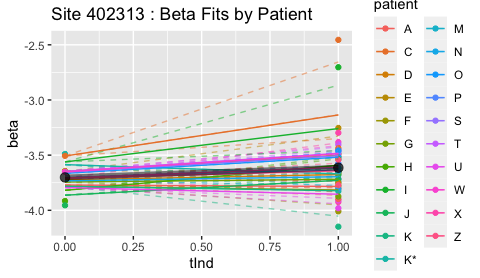 Site 402313 : Beta Fits by Patient
patient
-2.5
-3.0
-3.5
-4.0
beta
0.00
0.25
0.50
0.75
1.00
tInd
A
C
D
E
F
G
H
I
J
K
K*
M
N
O
P
S
T
U
W
X
Z